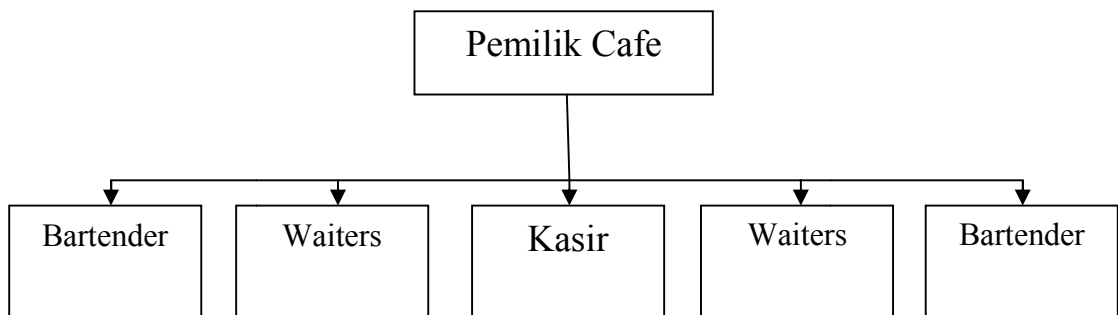 Pemilik Cafe
Bartender
Waiters
Kasir
Waiters
Bartender